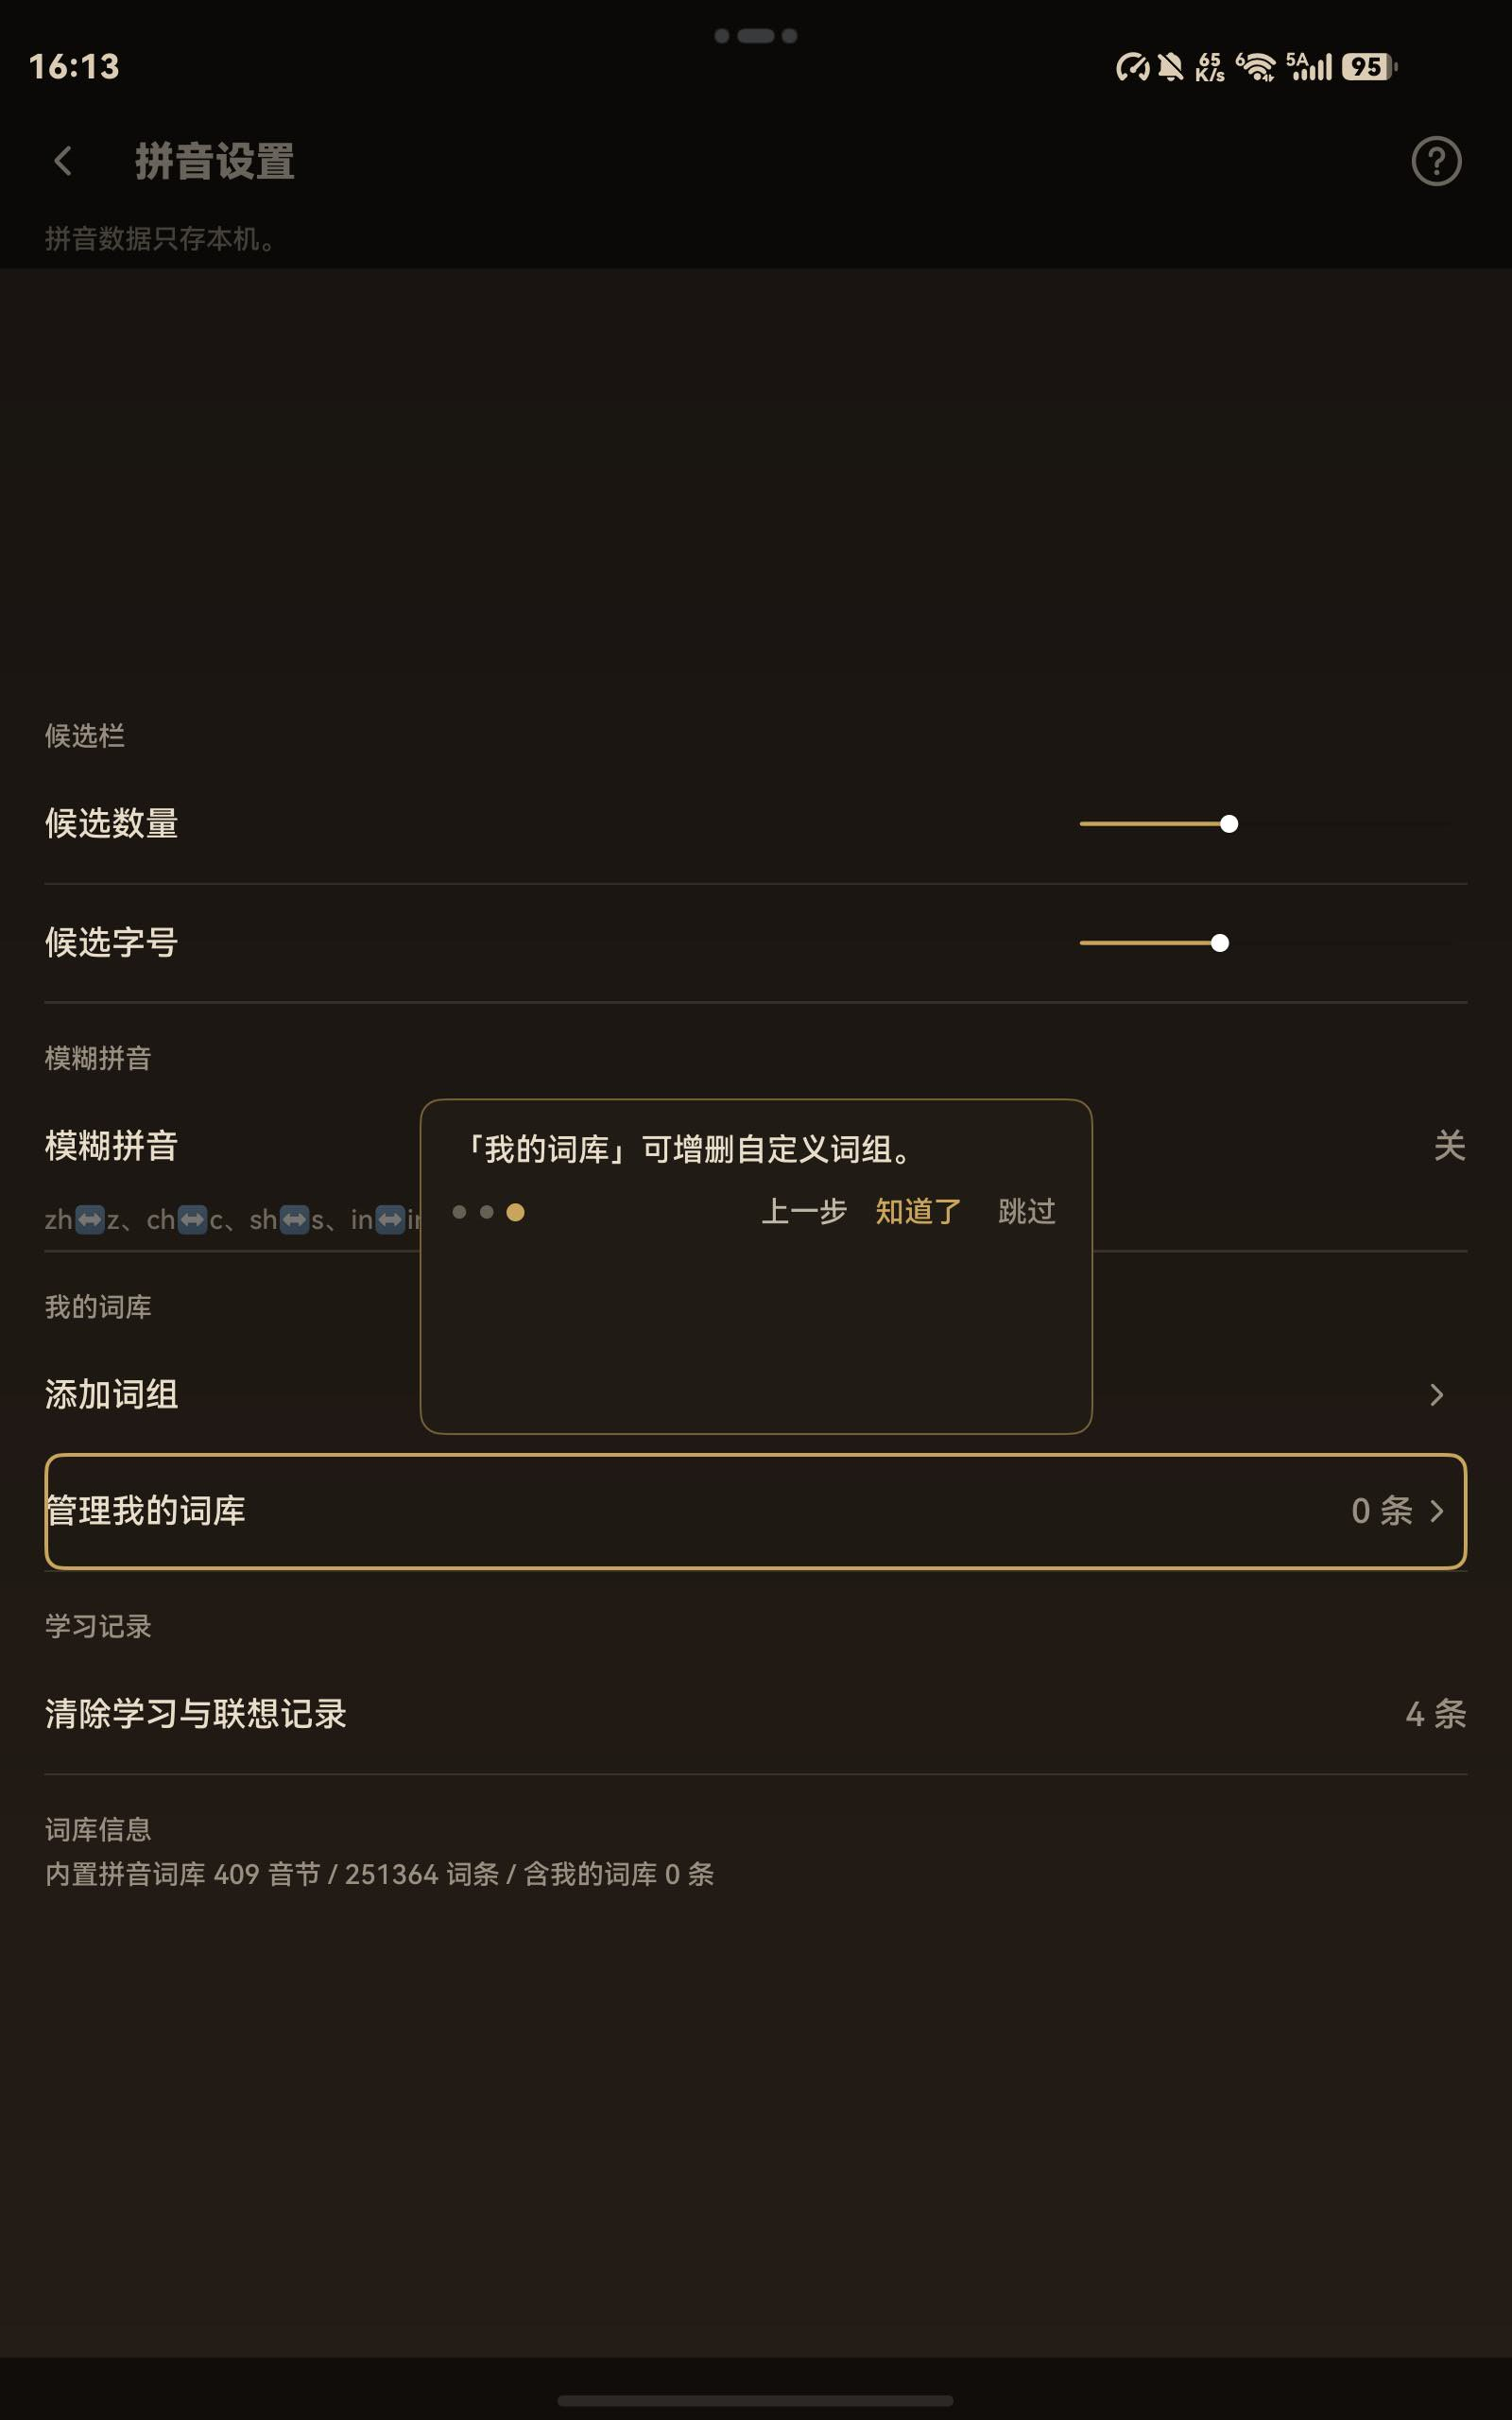 16:13
65 K/s
6
5A
95
拼音设置
拼音数据只存本机。
候选栏
候选数量
候选字号
模糊拼音
模糊拼音
关
「我的词库」可增删自定义词组。
上一步 知道了 跳过
zh↔️z、ch↔️c、sh↔️s、in↔️
我的词库
添加词组
管理我的词库
0 条
学习记录
清除学习与联想记录
4 条
词库信息
内置拼音词库 409 音节 / 251364 词条 / 含我的词库 0 条